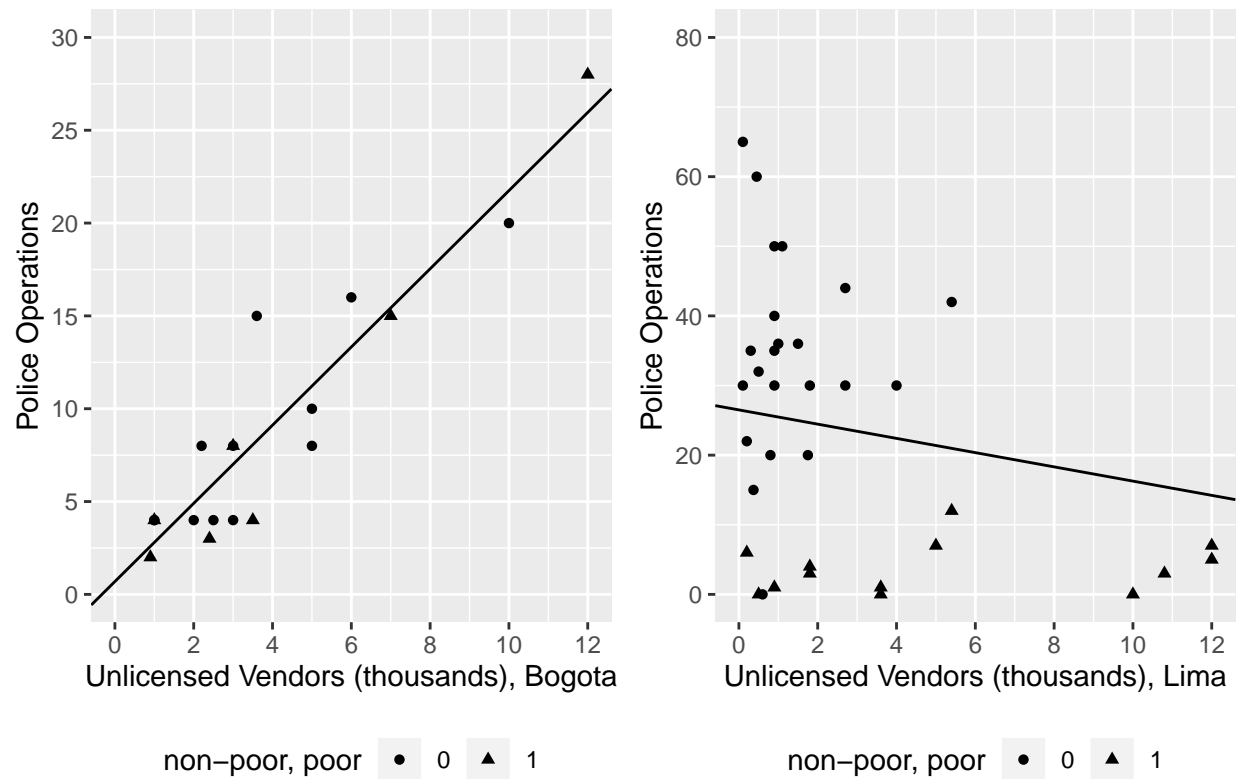 30
25
20
15
10
5
0
Police Operations
0 2 4 6 8 10 12
Unlicensed Vendors (thousands), Bogota
non−poor, poor 0 1
80
60
40
20
0
Police Operations
0 2 4 6 8 10 12
Unlicensed Vendors (thousands), Lima
non−poor, poor 0 1